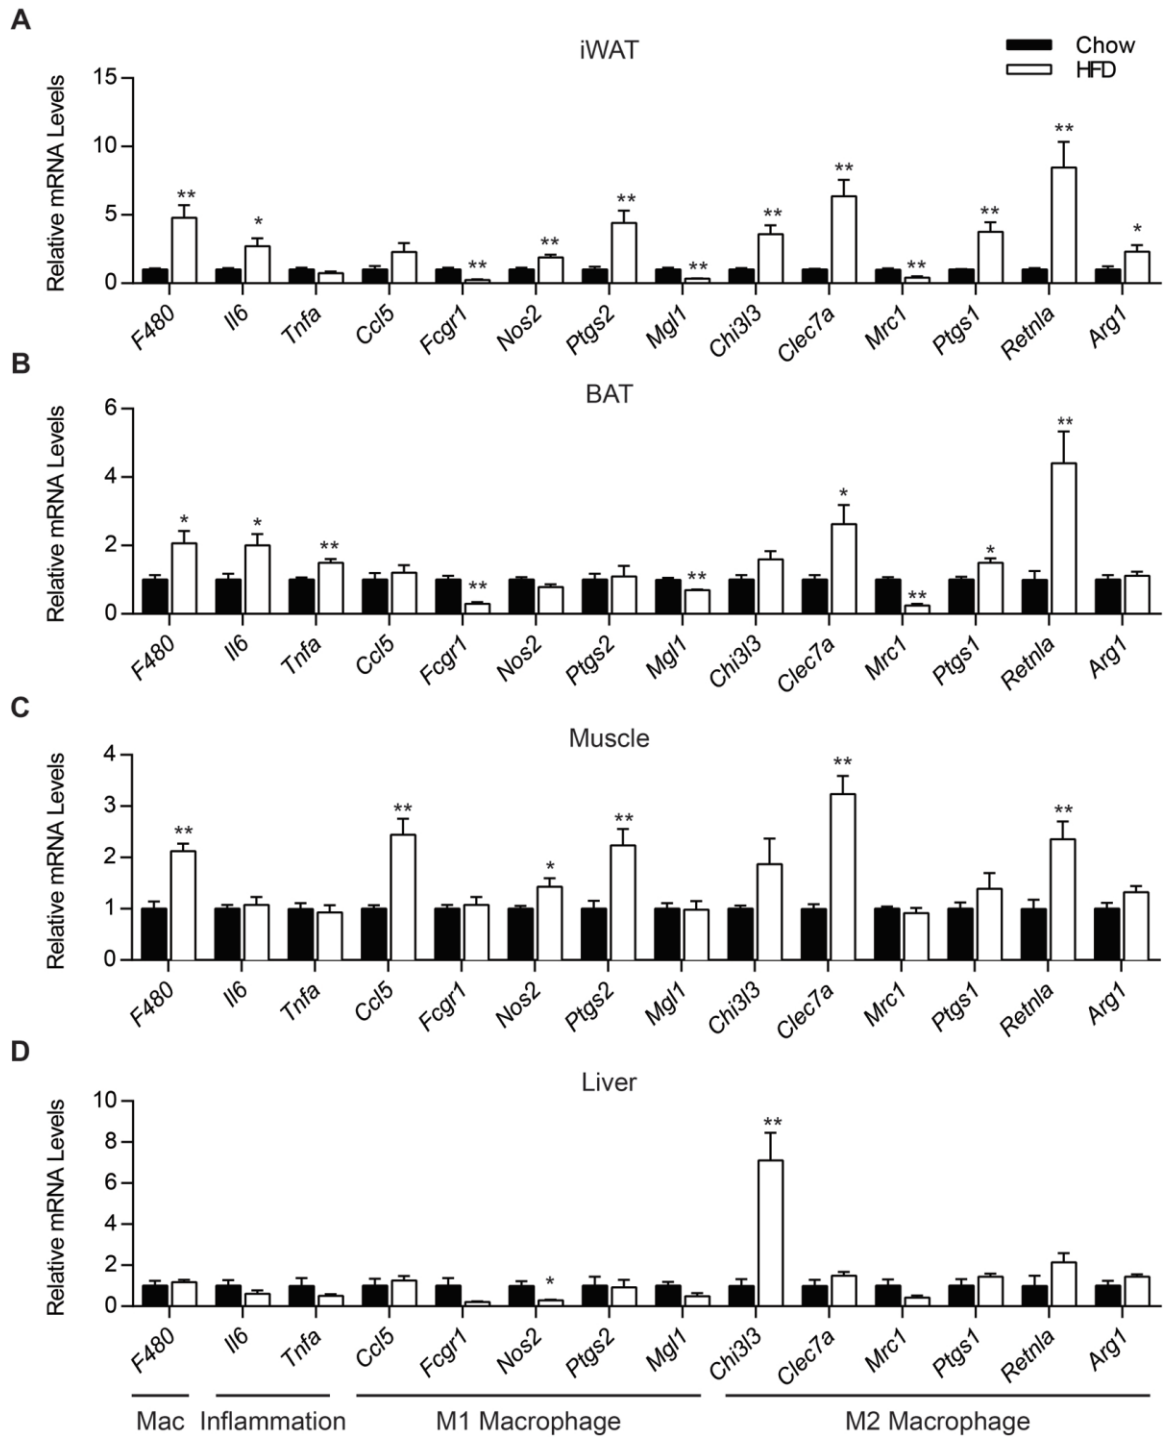 A
iWAT
Chow
HFD
Relative mRNA Levels
15
10
5
0
** * ** ** ** ** ** ** ** ** ** *
F480 Il6 Tnfa Ccl5 Fcgr1 Nos2 Ptgs2 Mgl1 Chi3l3 Clec7a Mrc1 Ptgs1 Retnla Arg1
B
BAT
Relative mRNA Levels
6
4
2
0
* * ** ** ** * ** * **
F480 Il6 Tnfa Ccl5 Fcgr1 Nos2 Ptgs2 Mgl1 Chi3l3 Clec7a Mrc1 Ptgs1 Retnla Arg1
C
Muscle
Relative mRNA Levels
4
3
2
1
0
** ** * ** ** **
F480 Il6 Tnfa Ccl5 Fcgr1 Nos2 Ptgs2 Mgl1 Chi3l3 Clec7a Mrc1 Ptgs1 Retnla Arg1
D
Liver
Relative mRNA Levels
10
8
6
4
2
0
* **
F480 Il6 Tnfa Ccl5 Fcgr1 Nos2 Ptgs2 Mgl1 Chi3l3 Clec7a Mrc1 Ptgs1 Retnla Arg1
Mac Inflammation M1 Macrophage M2 Macrophage